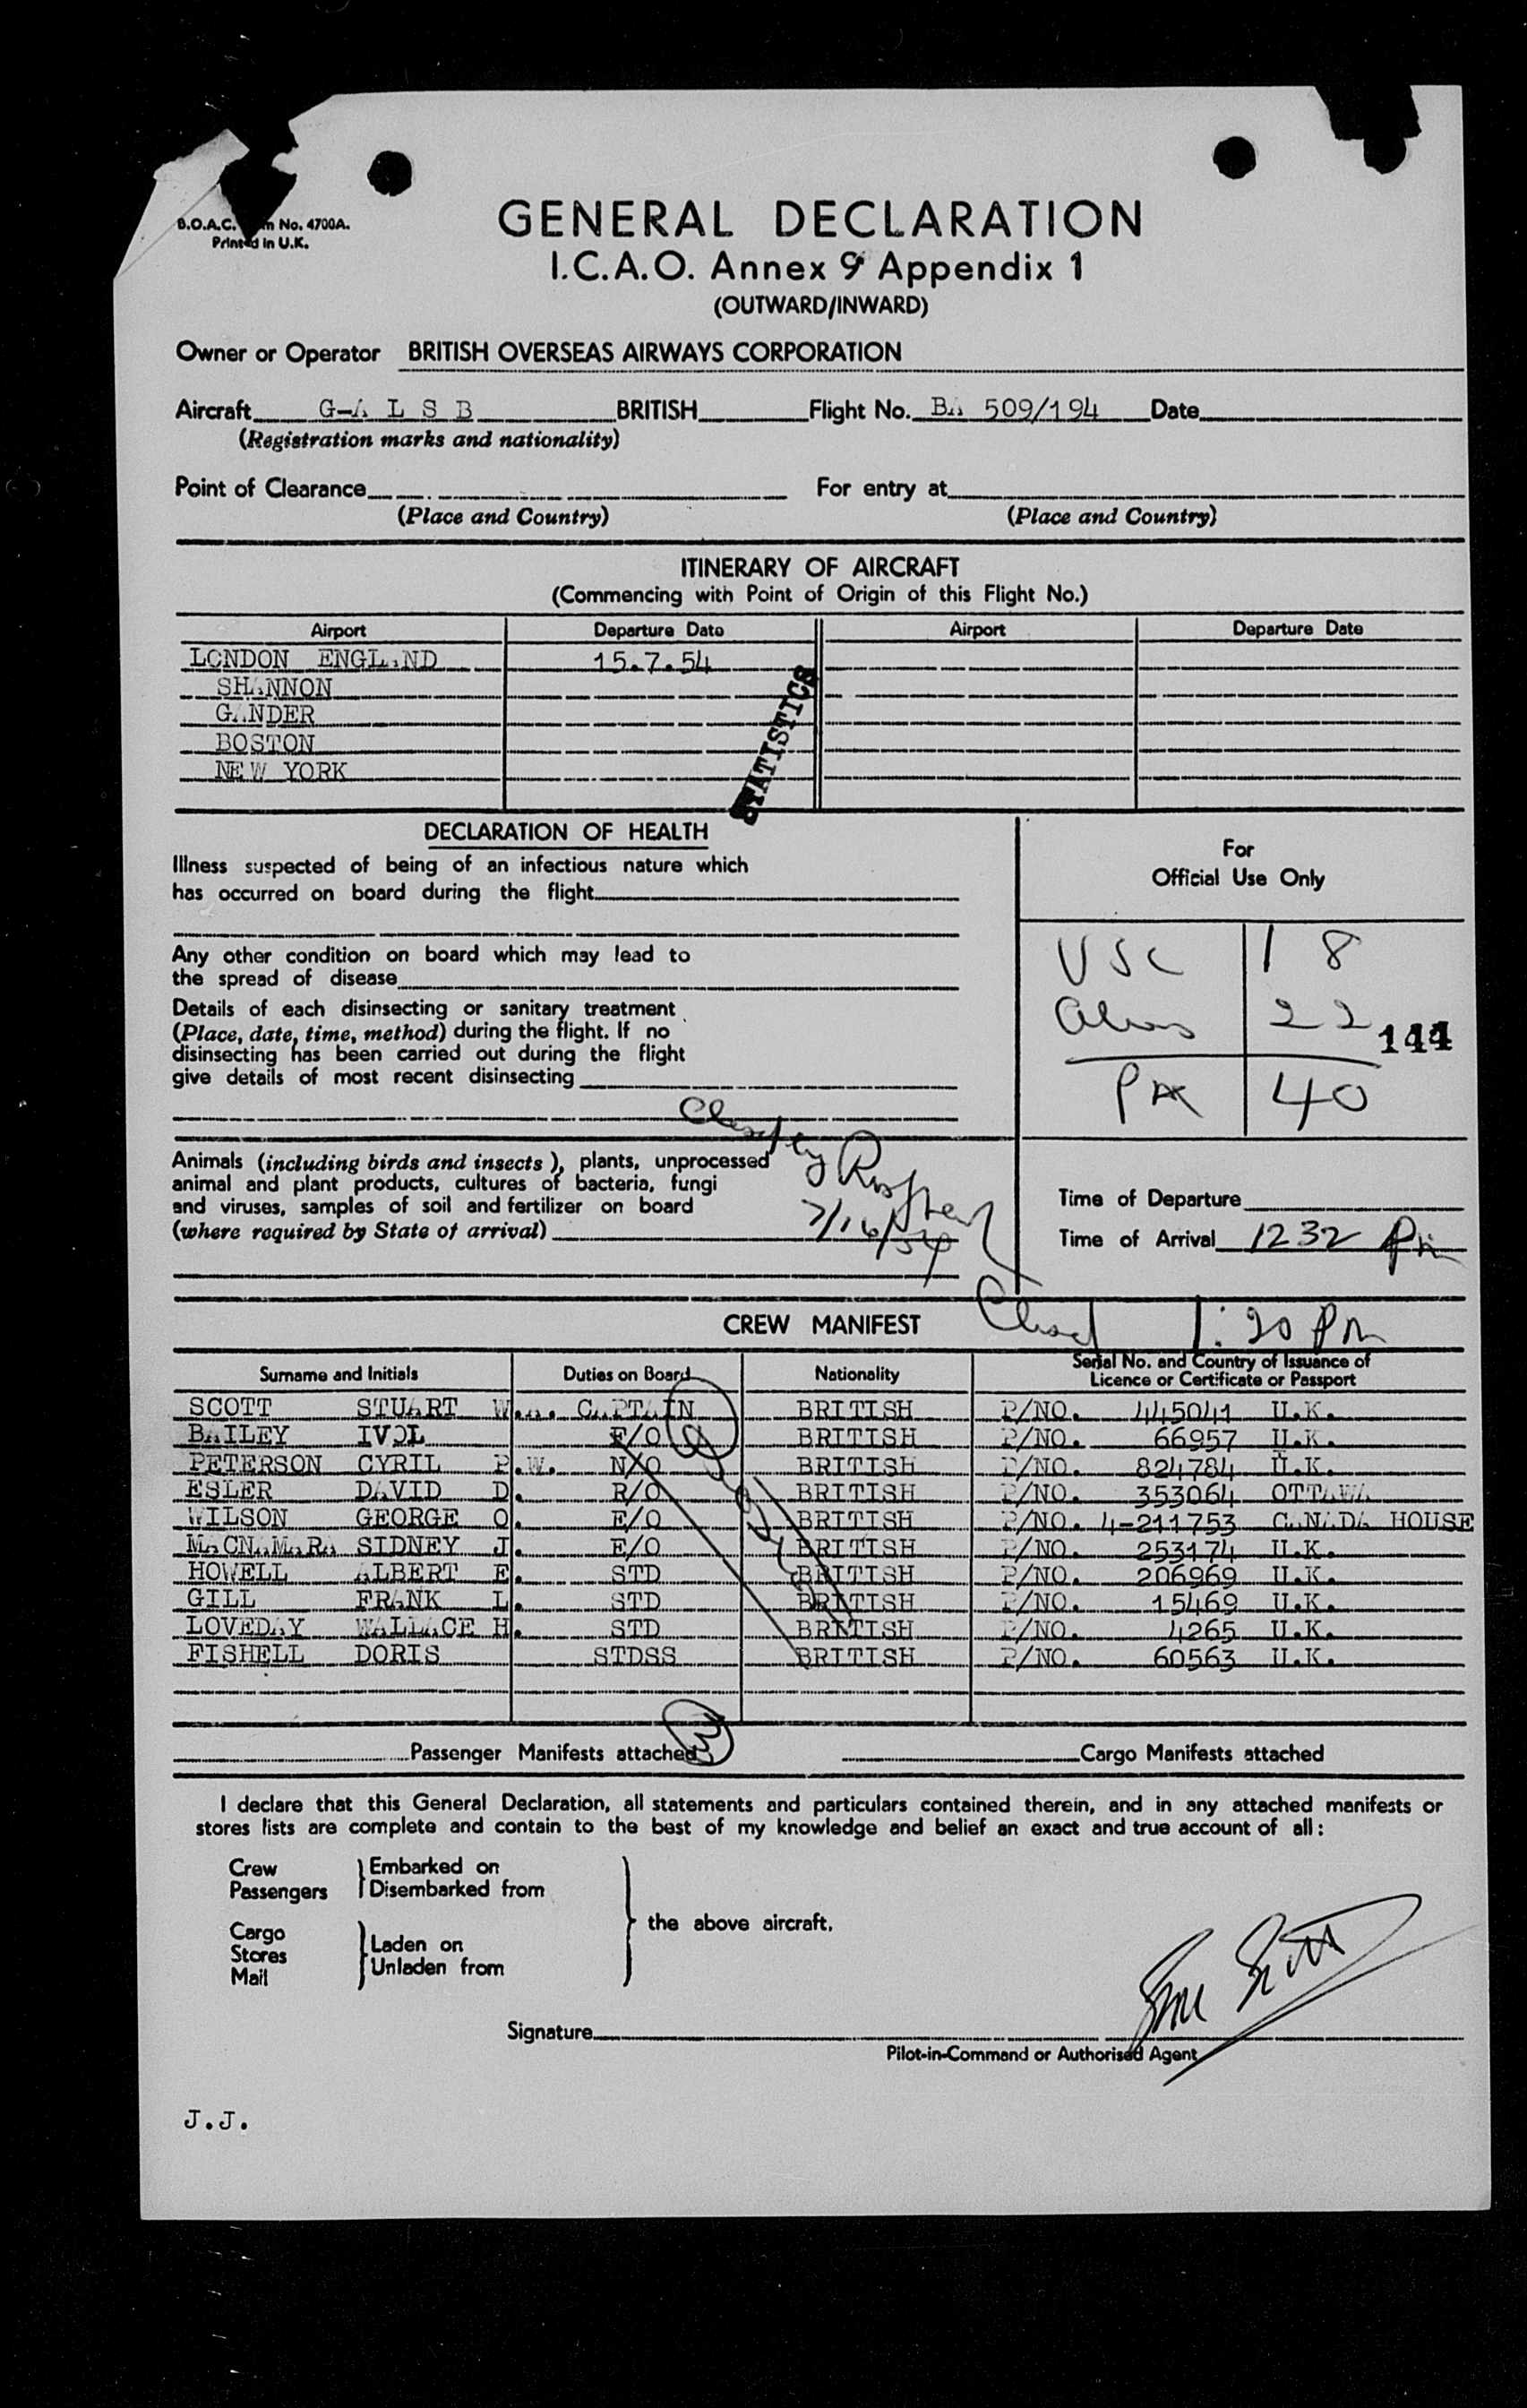 B.O.A.C. No. 4700A.
Printed in U.K.
GENERAL DECLARATION
I.C.A.O. Annex 9 Appendix 1
(OUTWARD/INWARD)
Owner or Operator BRITISH OVERSEAS AIRWAYS CORPORATION
Aircraft G-A L S B BRITISH Flight No. BA 509/194 Date
(Registration marks and nationality)
Point of Clearance For entry at
(Place and Country) (Place and Country)
ITINERARY OF AIRCRAFT
(Commencing with Point of Origin of this Flight No.)
Airport Departure Date Airport Departure Date
LONDON ENGLAND 15.7.54
SHANNON
GANDER
BOSTON
NEW YORK
STATISTICS
DECLARATION OF HEALTH
Illness suspected of being of an infectious nature which
has occurred on board during the flight
Any other condition on board which may lead to
the spread of disease
Details of each disinsecting or sanitary treatment
(Place, date, time, method) during the flight. If no
disinsecting has been carried out during the flight
give details of most recent disinsecting
For
Official Use Only
USC 18
Aliens 22
144
PAX 40
Animals (including birds and insects), plants, unprocessed
animal and plant products, cultures of bacteria, fungi
and viruses, samples of soil and fertilizer on board
(where required by State of arrival)
by
7/16/54
Time of Departure
Time of Arrival 1232 Pm
CREW MANIFEST
1:20 Pm
Surname and Initials Duties on Board Nationality Serial No. and Country of Issuance of
Licence or Certificate or Passport
SCOTT STUART W.A. CAPTAIN BRITISH P/NO. 445041 U.K.
BAILEY IVOL F/O BRITISH P/NO. 66957 U.K.
PETERSON CYRIL P.W. N/O BRITISH P/NO. 824784 U.K.
ESLER DAVID D. R/O BRITISH P/NO. 353064 OTTAWA
WILSON GEORGE O. E/O BRITISH P/NO. 4-211753 CANADA HOUSE
MACNAMARA SIDNEY J. E/O BRITISH P/NO. 253174 U.K.
HOWELL ALBERT E. STD BRITISH P/NO. 206969 U.K.
GILL FRANK L. STD BRITISH P/NO. 15469 U.K.
LOVEDAY WALLACE H. STD BRITISH P/NO. 4265 U.K.
FISHELL DORIS STDSS BRITISH P/NO. 60563 U.K.
Passenger Manifests attached Cargo Manifests attached
I declare that this General Declaration, all statements and particulars contained therein, and in any attached manifests or
stores lists are complete and contain to the best of my knowledge and belief an exact and true account of all:
Crew Embarked on
Passengers Disembarked from
the above aircraft.
Cargo
Stores Laden on
Mail Unladen from
Signature
Pilot-in-Command or Authorised Agent
J.J.